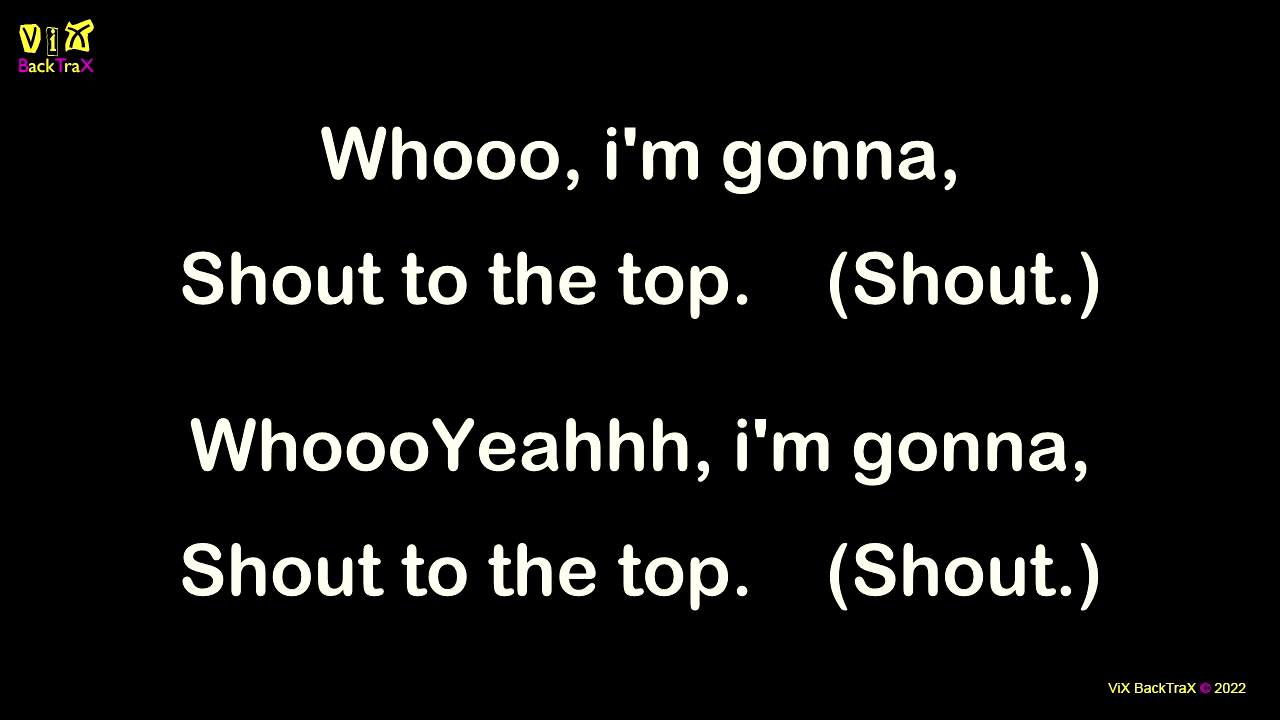 ViX
BackTraX
Whooo, i'm gonna,
Shout to the top. (Shout.)
WhoooYeahhh, i'm gonna,
Shout to the top. (Shout.)
ViX BackTraX © 2022